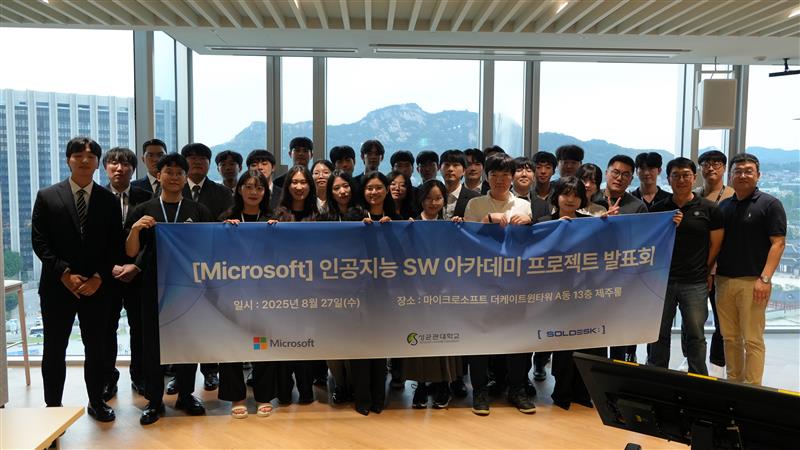 [Microsoft] 인공지능 SW 아카데미 프로젝트 발표회
일시 : 2025년 8월 27일(수) 장소 : 마이크로소프트 더케이트윈타워 A동 13층 제주룸
Microsoft 성균관대학교 [ SOLDESK: ]